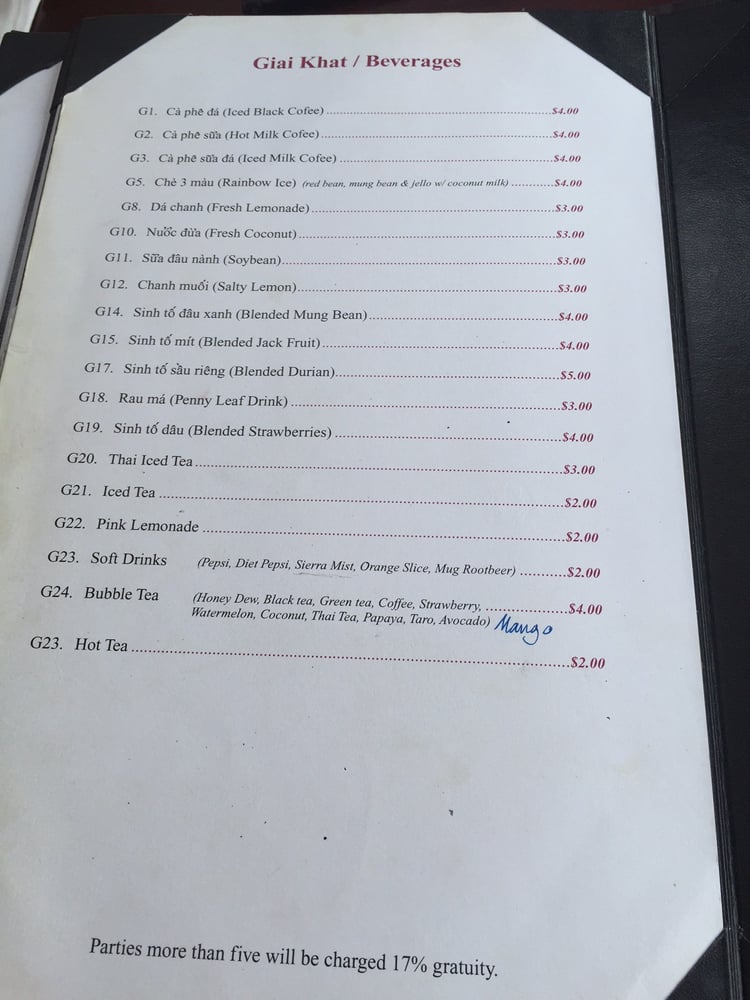 Giai Khat / Beverages
G1. Cà phê đá (Iced Black Cofee) $4.00
G2. Cà phê sữa (Hot Milk Cofee) $4.00
G3. Cà phê sữa đá (Iced Milk Cofee) $4.00
G5. Chè 3 màu (Rainbow Ice) (red bean, mung bean & jello w/ coconut milk) $4.00
G8. Dá chanh (Fresh Lemonade) $3.00
G10. Nuốc đừa (Fresh Coconut) $3.00
G11. Sữa đâu nành (Soybean) $3.00
G12. Chanh muối (Salty Lemon) $3.00
G14. Sinh tố đâu xanh (Blended Mung Bean) $4.00
G15. Sinh tố mít (Blended Jack Fruit) $4.00
G17. Sinh tố sầu riêng (Blended Durian) $5.00
G18. Rau má (Penny Leaf Drink) $3.00
G19. Sinh tố dâu (Blended Strawberries) $4.00
G20. Thai Iced Tea $3.00
G21. Iced Tea $2.00
G22. Pink Lemonade $2.00
G23. Soft Drinks (Pepsi, Diet Pepsi, Sierra Mist, Orange Slice, Mug Rootbeer) $2.00
G24. Bubble Tea (Honey Dew, Black tea, Green tea, Coffee, Strawberry, $4.00
Watermelon, Coconut, Thai Tea, Papaya, Taro, Avocado) Mango
G23. Hot Tea $2.00
Parties more than five will be charged 17% gratuity.